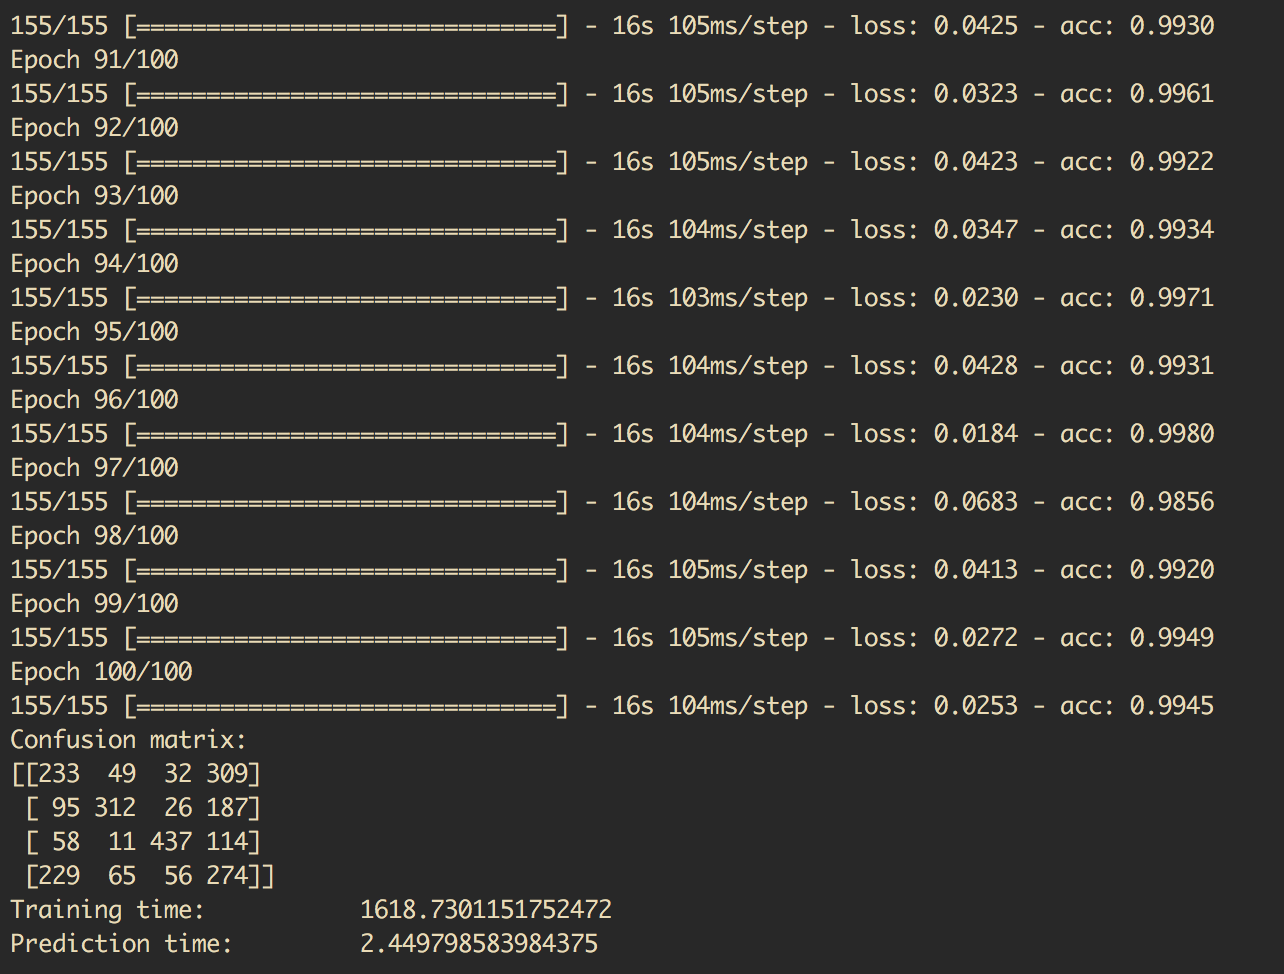 155/155 [==============================] - 16s 105ms/step - loss: 0.0425 - acc: 0.9930
Epoch 91/100
155/155 [==============================] - 16s 105ms/step - loss: 0.0323 - acc: 0.9961
Epoch 92/100
155/155 [==============================] - 16s 105ms/step - loss: 0.0423 - acc: 0.9922
Epoch 93/100
155/155 [==============================] - 16s 104ms/step - loss: 0.0347 - acc: 0.9934
Epoch 94/100
155/155 [==============================] - 16s 103ms/step - loss: 0.0230 - acc: 0.9971
Epoch 95/100
155/155 [==============================] - 16s 104ms/step - loss: 0.0428 - acc: 0.9931
Epoch 96/100
155/155 [==============================] - 16s 104ms/step - loss: 0.0184 - acc: 0.9980
Epoch 97/100
155/155 [==============================] - 16s 104ms/step - loss: 0.0683 - acc: 0.9856
Epoch 98/100
155/155 [==============================] - 16s 105ms/step - loss: 0.0413 - acc: 0.9920
Epoch 99/100
155/155 [==============================] - 16s 105ms/step - loss: 0.0272 - acc: 0.9949
Epoch 100/100
155/155 [==============================] - 16s 104ms/step - loss: 0.0253 - acc: 0.9945
Confusion matrix:
[[233  49  32 309]
 [ 95 312  26 187]
 [ 58  11 437 114]
 [229  65  56 274]]
Training time:           1618.7301151752472
Prediction time:         2.449798583984375